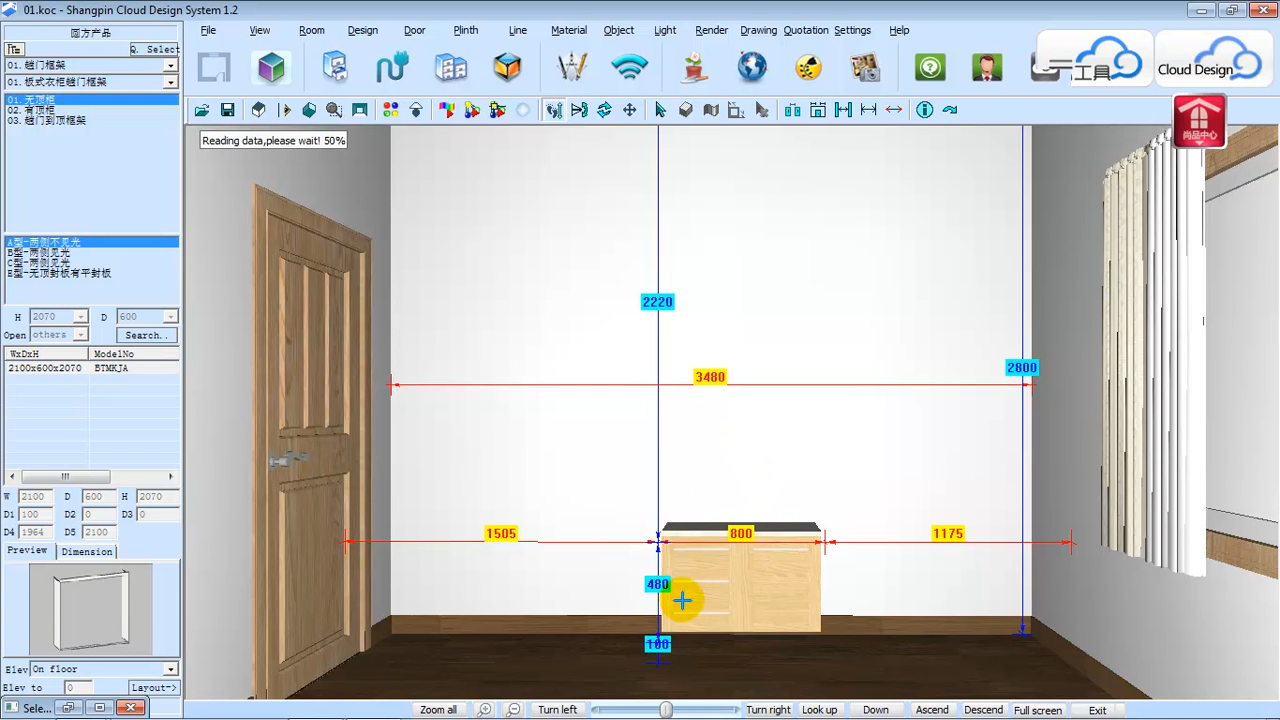 01.koc - Shangpin Cloud Design System 1.2
圆方产品
Q. Select
01. 趟门框架
01. 板式衣柜趟门框架
01. 无顶柜
02. 有顶柜
03. 趟门到顶框架
A型-两侧不见光
B型-两侧见光
C型-两侧见光
E型-无顶封板有平封板
H 2070 D 600
Open others Search..
WxDxH ModelNo
2100x600x2070 BTMKJA
W 2100 D 600 H 2070
D1 100 D2 0 D3 0
D4 1964 D5 2100
Preview Dimension
Elev On floor
Elev to 0 Layout->
Sele...
File View Room Design Door Plinth Line Material Object Light Render Drawing Quotation Settings Help
工具
Cloud Design
尚品中心
Reading data,please wait! 50%
2220
3480
2800
1505
800
1175
480
100
Zoom all Turn left Turn right Look up Down Ascend Descend Full screen Exit